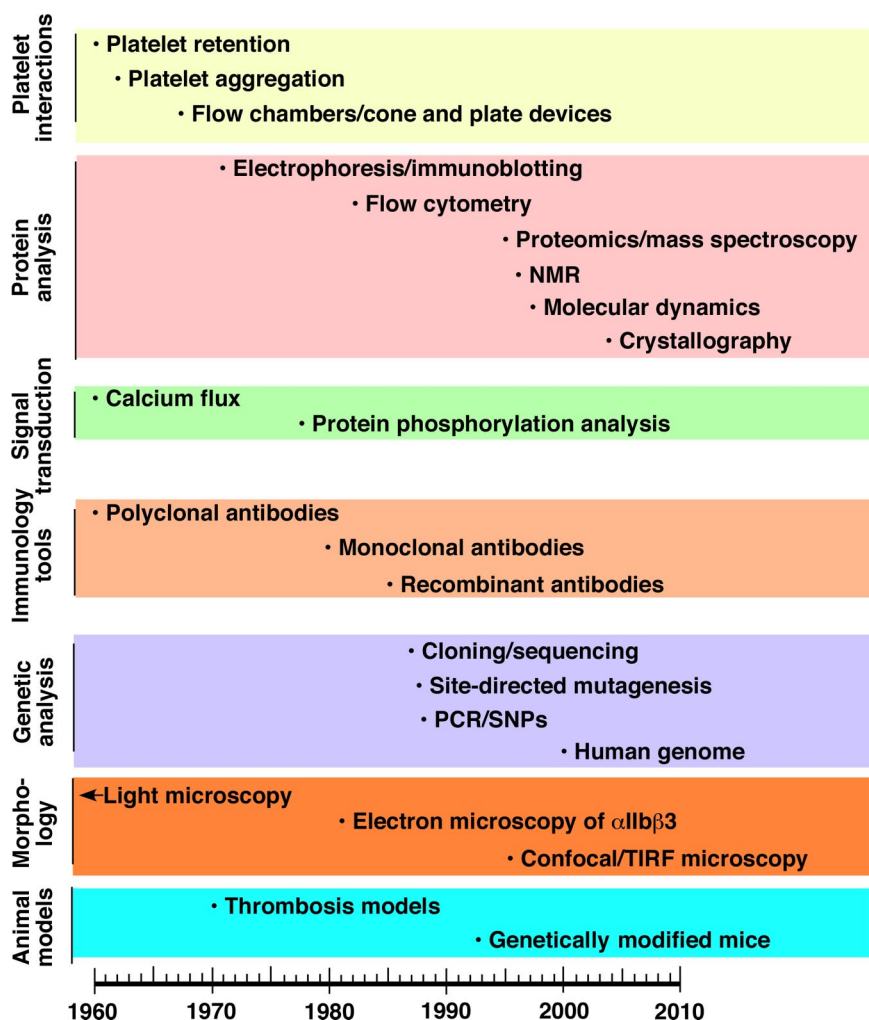 Platelet
interactions
• Platelet retention
• Platelet aggregation
• Flow chambers/cone and plate devices
Protein
analysis
• Electrophoresis/immunoblotting
• Flow cytometry
• Proteomics/mass spectroscopy
• NMR
• Molecular dynamics
• Crystallography
Signal
transduction
• Calcium flux
• Protein phosphorylation analysis
Immunology
tools
• Polyclonal antibodies
• Monoclonal antibodies
• Recombinant antibodies
Genetic
analysis
• Cloning/sequencing
• Site-directed mutagenesis
• PCR/SNPs
• Human genome
Morpho-
logy
←Light microscopy
• Electron microscopy of αIIbβ3
• Confocal/TIRF microscopy
Animal
models
• Thrombosis models
• Genetically modified mice
1960 1970 1980 1990 2000 2010